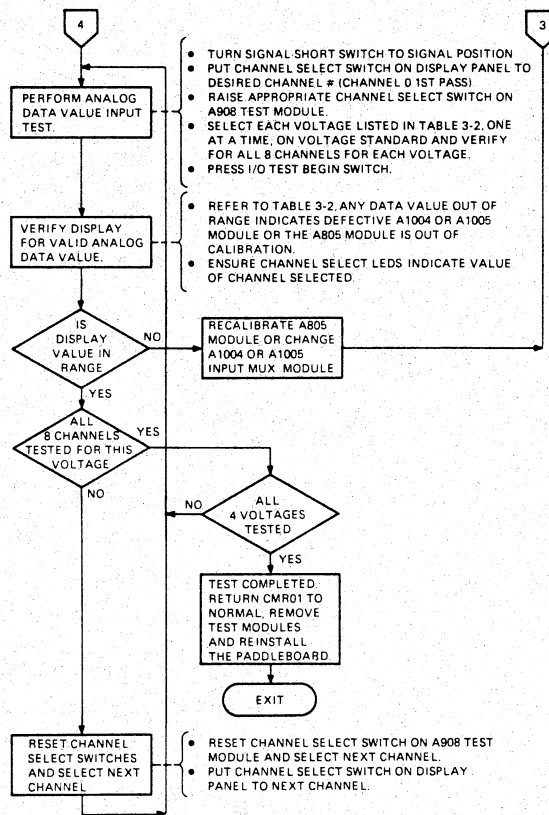 4
3
• TURN SIGNAL-SHORT SWITCH TO SIGNAL POSITION
• PUT CHANNEL SELECT SWITCH ON DISPLAY PANEL TO
DESIRED CHANNEL # (CHANNEL 0 1ST PASS)
• RAISE APPROPRIATE CHANNEL SELECT SWITCH ON
A908 TEST MODULE.
• SELECT EACH VOLTAGE LISTED IN TABLE 3-2, ONE
AT A TIME, ON VOLTAGE STANDARD AND VERIFY
FOR ALL 8 CHANNELS FOR EACH VOLTAGE.
• PRESS I/O TEST BEGIN SWITCH.
PERFORM ANALOG
DATA VALUE INPUT
TEST.
• REFER TO TABLE 3-2, ANY DATA VALUE OUT OF
RANGE INDICATES DEFECTIVE A1004 OR A1005
MODULE OR THE A805 MODULE IS OUT OF
CALIBRATION.
• ENSURE CHANNEL SELECT LEDS INDICATE VALUE
OF CHANNEL SELECTED.
VERIFY DISPLAY
FOR VALID ANALOG
DATA VALUE.
IS
DISPLAY
VALUE IN
RANGE
NO
RECALIBRATE A805
MODULE OR CHANGE
A1004 OR A1005
INPUT MUX MODULE
YES
ALL
8 CHANNELS
TESTED FOR THIS
VOLTAGE
YES
NO
ALL
4 VOLTAGES
TESTED
NO
YES
TEST COMPLETED.
RETURN CMR01 TO
NORMAL, REMOVE
TEST MODULES
AND REINSTALL
THE PADDLEBOARD.
EXIT
RESET CHANNEL
SELECT SWITCHES
AND SELECT NEXT
CHANNEL
• RESET CHANNEL SELECT SWITCH ON A908 TEST
MODULE AND SELECT NEXT CHANNEL.
• PUT CHANNEL SELECT SWITCH ON DISPLAY
PANEL TO NEXT CHANNEL.